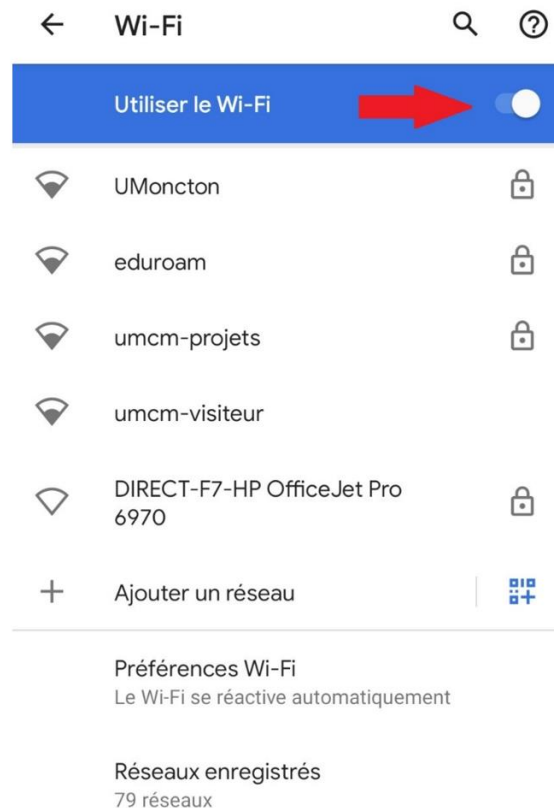 Wi-Fi
Utiliser le Wi-Fi
UMoncton
eduroam
umcm-projets
umcm-visiteur
DIRECT-F7-HP OfficeJet Pro
6970
Ajouter un réseau
Préférences Wi-Fi
Le Wi-Fi se réactive automatiquement
Réseaux enregistrés
79 réseaux